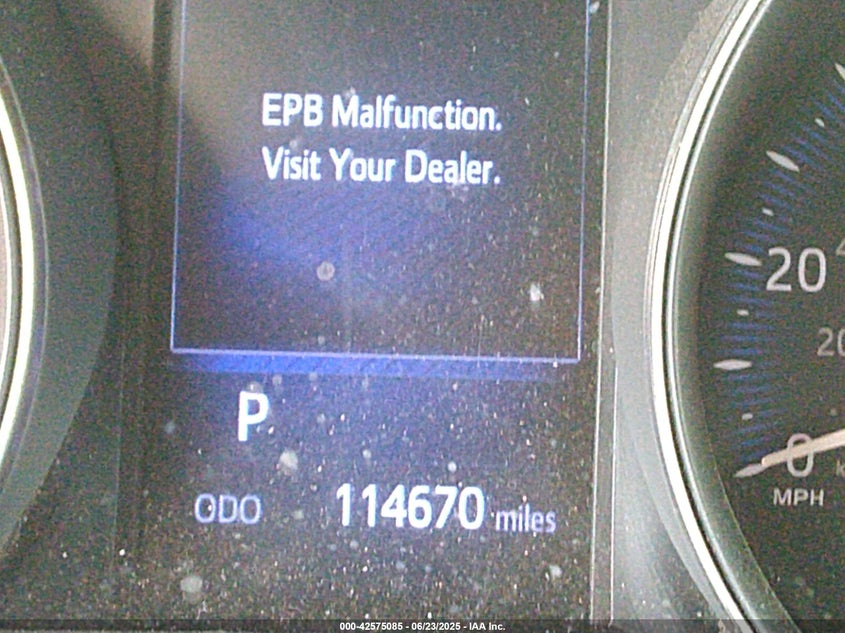 EPB Malfunction.
Visit Your Dealer.
20
20
P
0
MPH
ODO 114670 miles
000-42575085 - 06/23/2025 - IAA Inc.